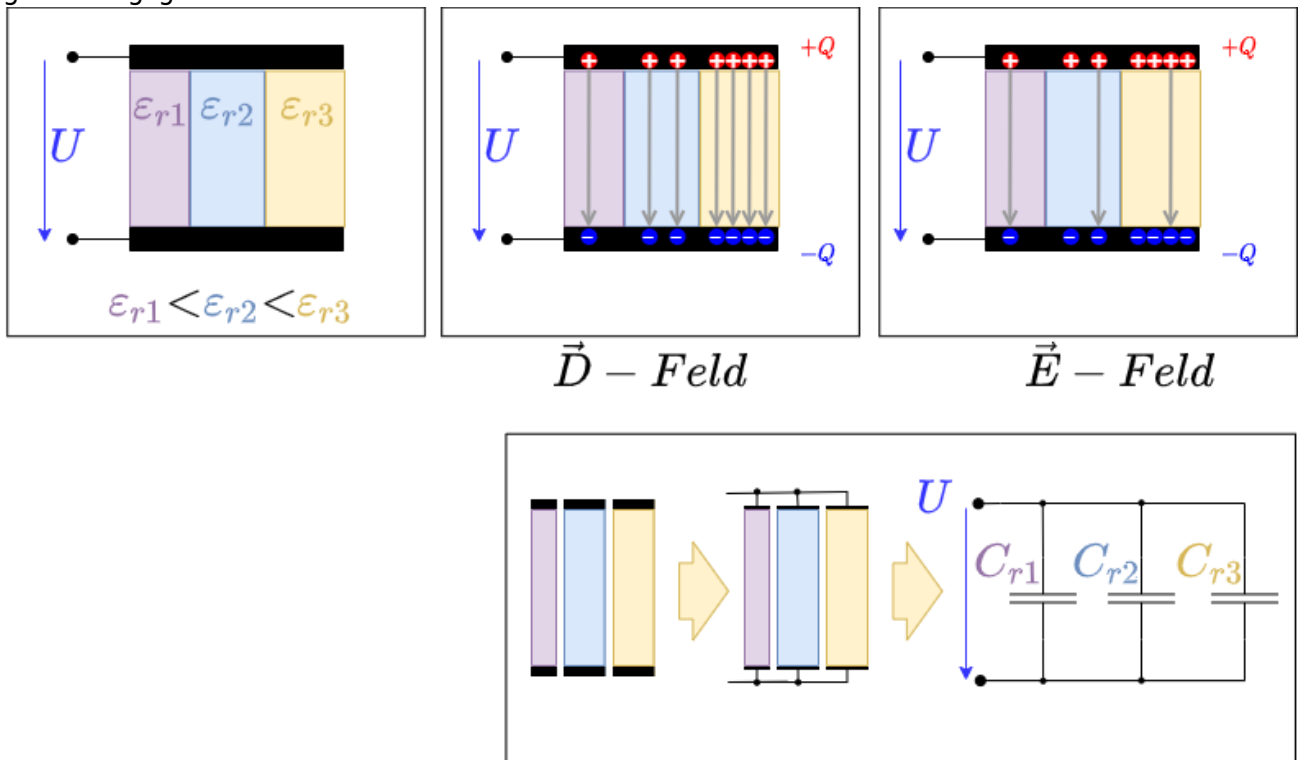 U
εr1 εr2 εr3
εr1<εr2<εr3
U
+Q
−Q
U
+Q
−Q
D⃗ − Feld
E⃗ − Feld
U
Cr1 Cr2 Cr3